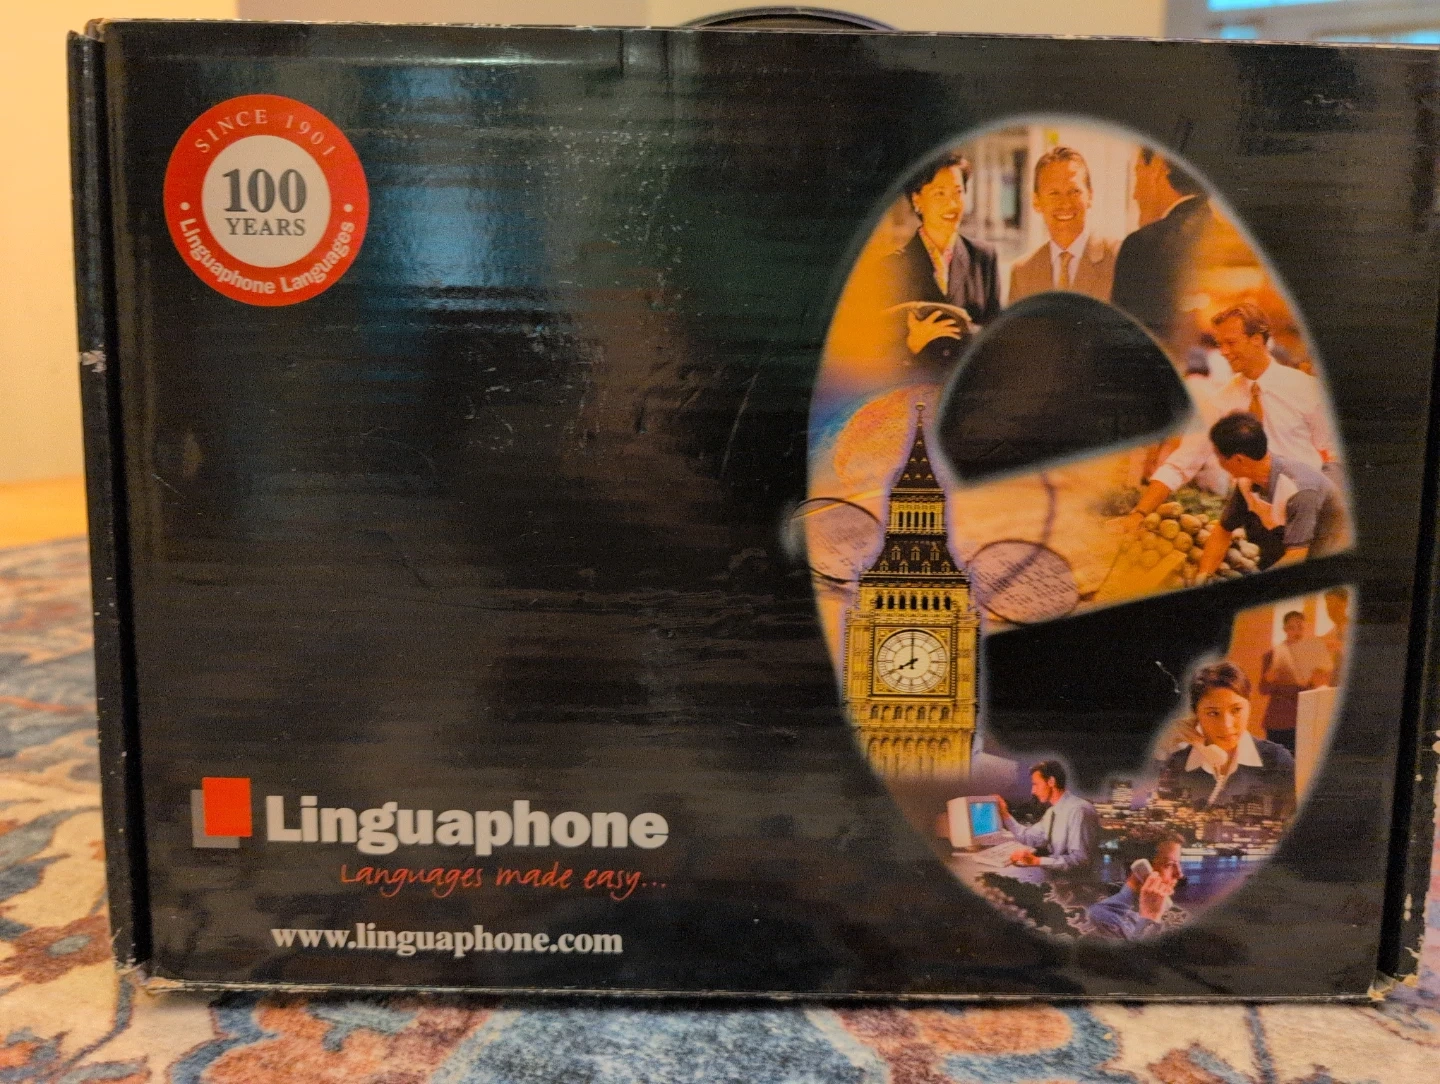 SINCE 1901
100
YEARS
• Linguaphone Languages •
e
Linguaphone
Languages made easy...
www.linguaphone.com